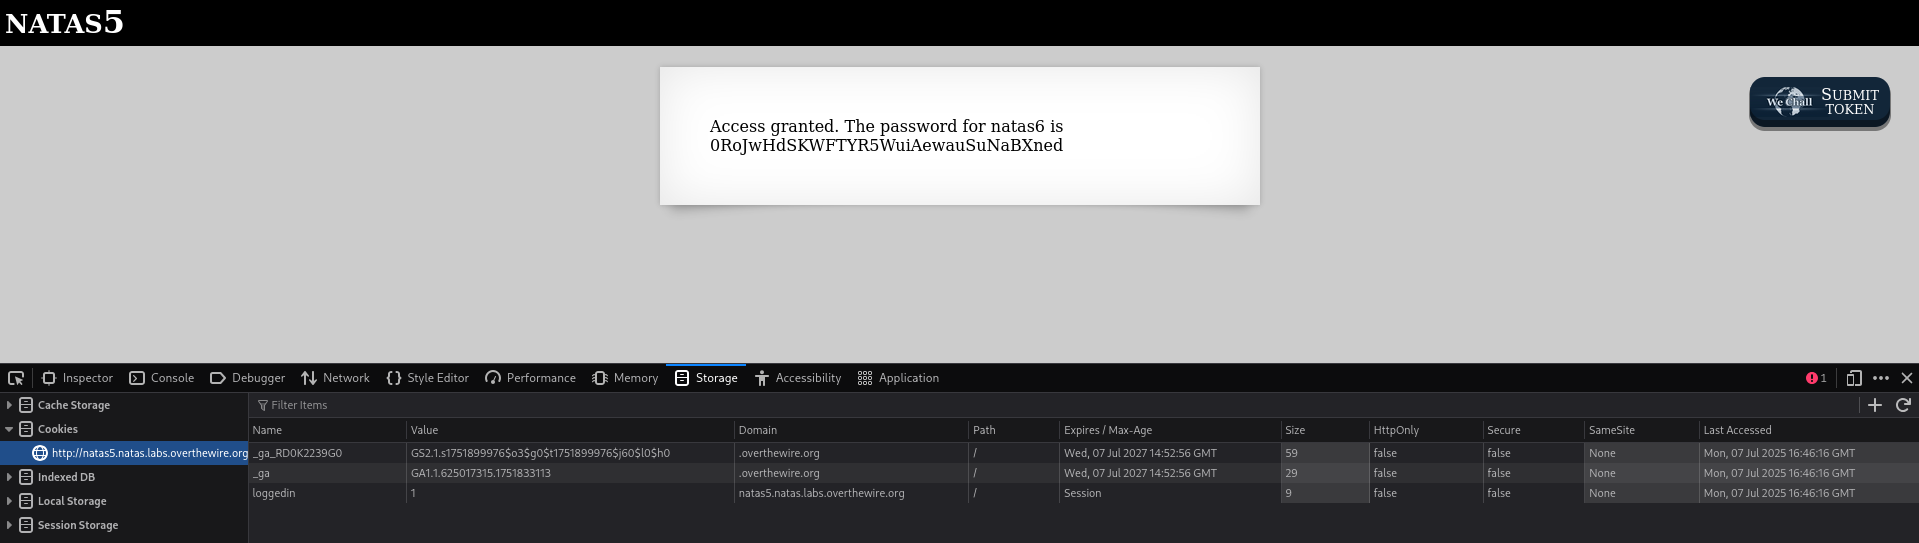 NATAS5
Access granted. The password for natas6 is
0RoJwHdSKWFTYR5WuiAewauSuNaBXned
We Chall
SUBMIT
TOKEN
Inspector Console Debugger Network Style Editor Performance Memory Storage Accessibility Application 1
Cache Storage
Cookies
http://natas5.natas.labs.overthewire.org
Indexed DB
Local Storage
Session Storage
Filter Items
Name Value Domain Path Expires / Max-Age Size HttpOnly Secure SameSite Last Accessed
_ga_RD0K2239G0 GS2.1.s1751899976$o3$g0$t1751899976$j60$l0$h0 .overthewire.org / Wed, 07 Jul 2027 14:52:56 GMT 59 false false None Mon, 07 Jul 2025 16:46:16 GMT
_ga GA1.1.625017315.1751833113 .overthewire.org / Wed, 07 Jul 2027 14:52:56 GMT 29 false false None Mon, 07 Jul 2025 16:46:16 GMT
loggedin 1 natas5.natas.labs.overthewire.org / Session 9 false false None Mon, 07 Jul 2025 16:46:16 GMT